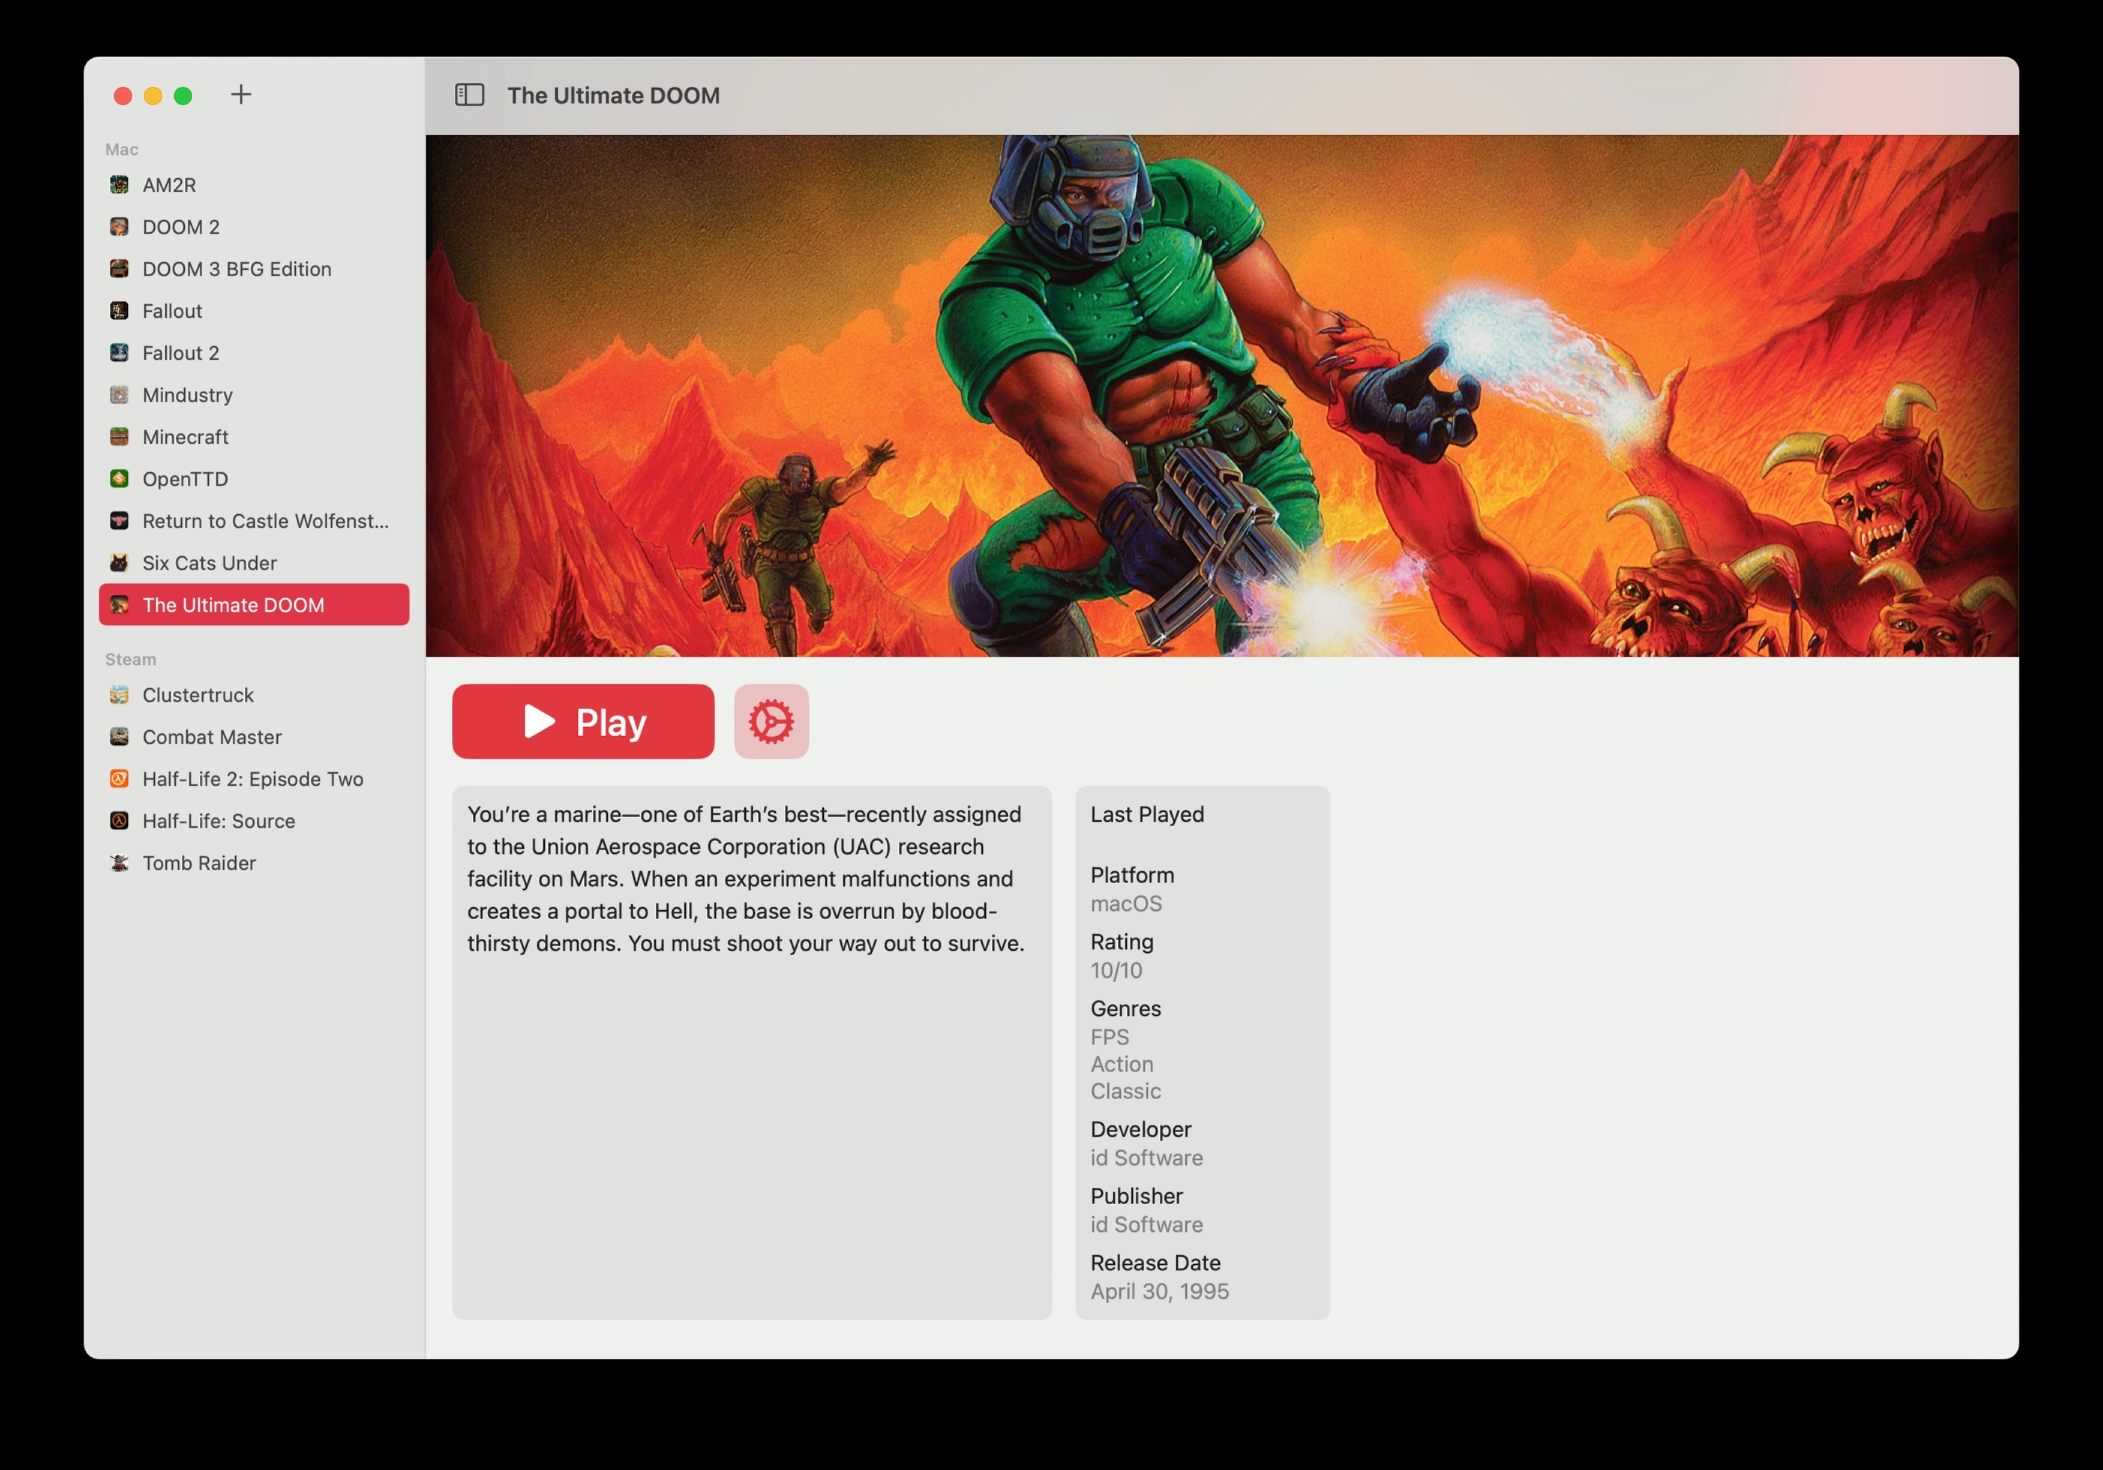 The Ultimate DOOM
Mac
AM2R
DOOM 2
DOOM 3 BFG Edition
Fallout
Fallout 2
Mindustry
Minecraft
OpenTTD
Return to Castle Wolfenst...
Six Cats Under
The Ultimate DOOM
Steam
Clustertruck
Combat Master
Half-Life 2: Episode Two
Half-Life: Source
Tomb Raider
Play
You’re a marine—one of Earth’s best—recently assigned
to the Union Aerospace Corporation (UAC) research
facility on Mars. When an experiment malfunctions and
creates a portal to Hell, the base is overrun by blood-
thirsty demons. You must shoot your way out to survive.
Last Played
Platform
macOS
Rating
10/10
Genres
FPS
Action
Classic
Developer
id Software
Publisher
id Software
Release Date
April 30, 1995